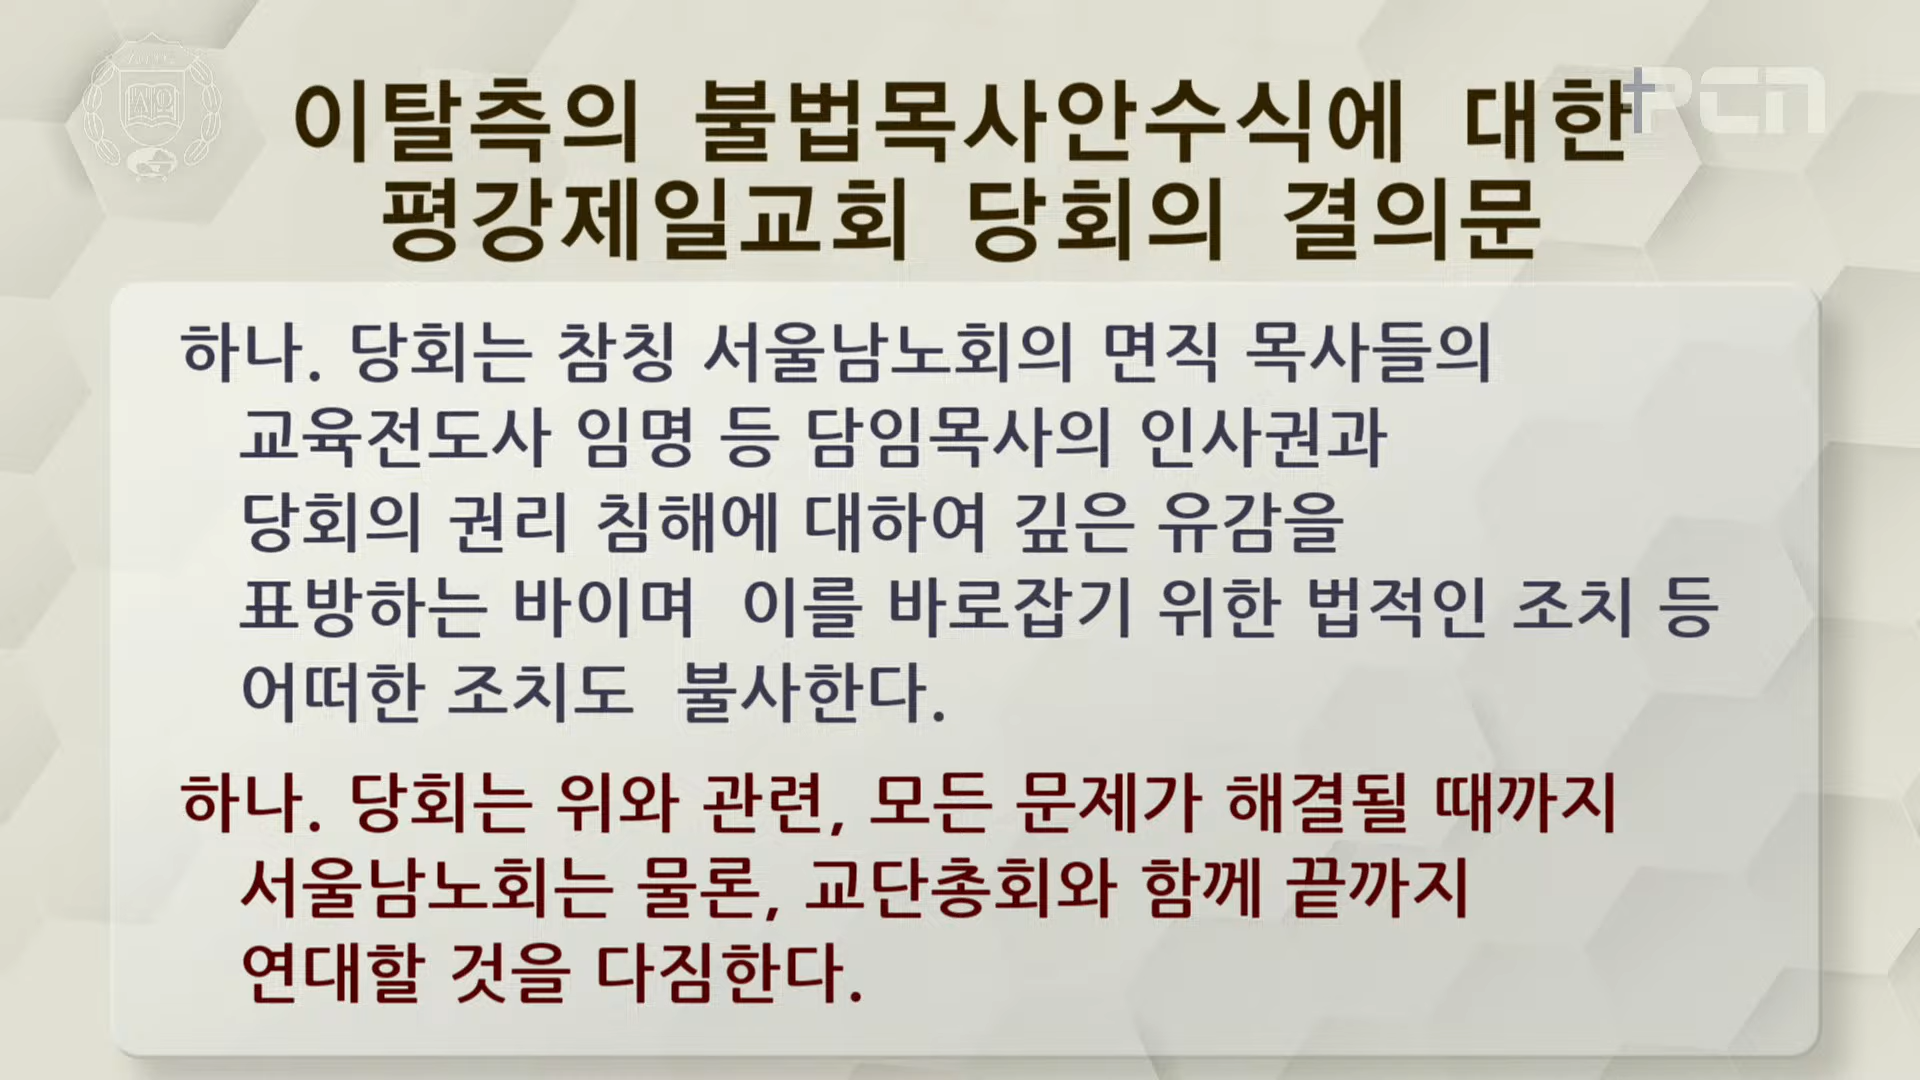 이탈측의 불법목사안수식에 대한
평강제일교회 당회의 결의문
하나. 당회는 참칭 서울남노회의 면직 목사들의
교육전도사 임명 등 담임목사의 인사권과
당회의 권리 침해에 대하여 깊은 유감을
표방하는 바이며 이를 바로잡기 위한 법적인 조치 등
어떠한 조치도 불사한다.
하나. 당회는 위와 관련, 모든 문제가 해결될 때까지
서울남노회는 물론, 교단총회와 함께 끝까지
연대할 것을 다짐한다.
PCN
ΑΩ